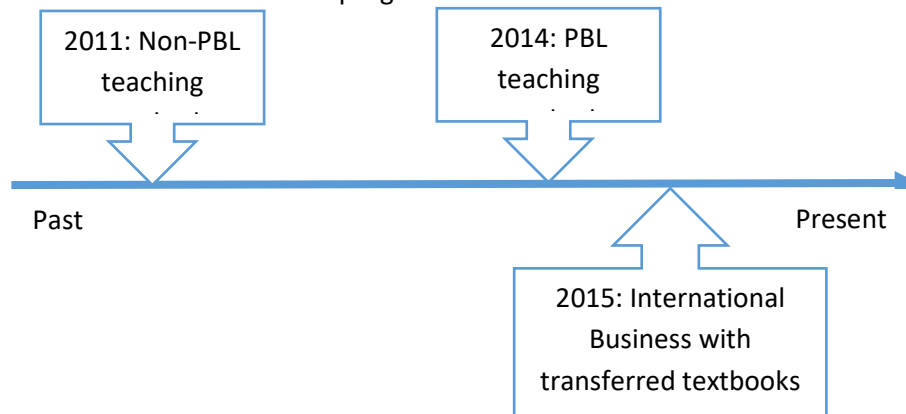 2011: Non-PBL
teaching
2014: PBL
teaching
Past
Present
2015: International
Business with
transferred textbooks